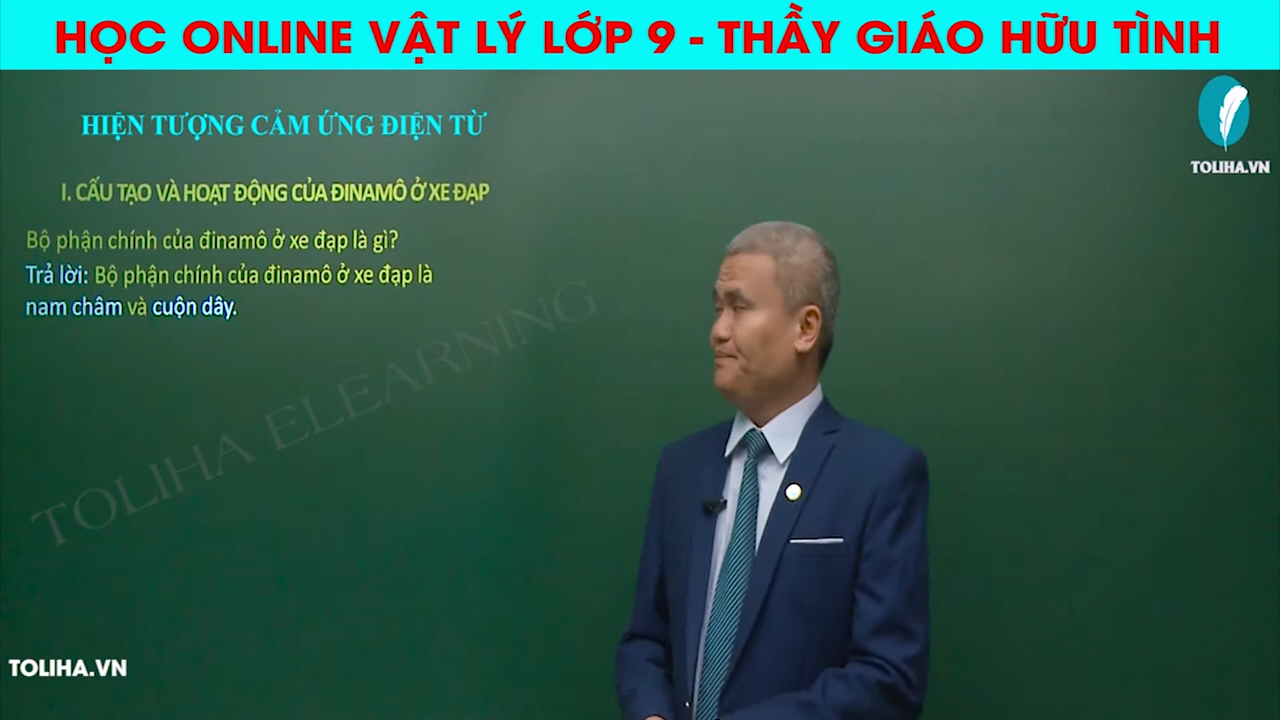 HỌC ONLINE VẬT LÝ LỚP 9 - THẦY GIÁO HỮU TÌNH
HIỆN TƯỢNG CẢM ỨNG ĐIỆN TỪ
TOLIHA.VN
I. CẤU TẠO VÀ HOẠT ĐỘNG CỦA ĐINAMÔ Ở XE ĐẠP
Bộ phận chính của đinamô ở xe đạp là gì?
Trả lời: Bộ phận chính của đinamô ở xe đạp là
nam châm và cuộn dây.
TOLIHA ELEARNING
TOLIHA.VN